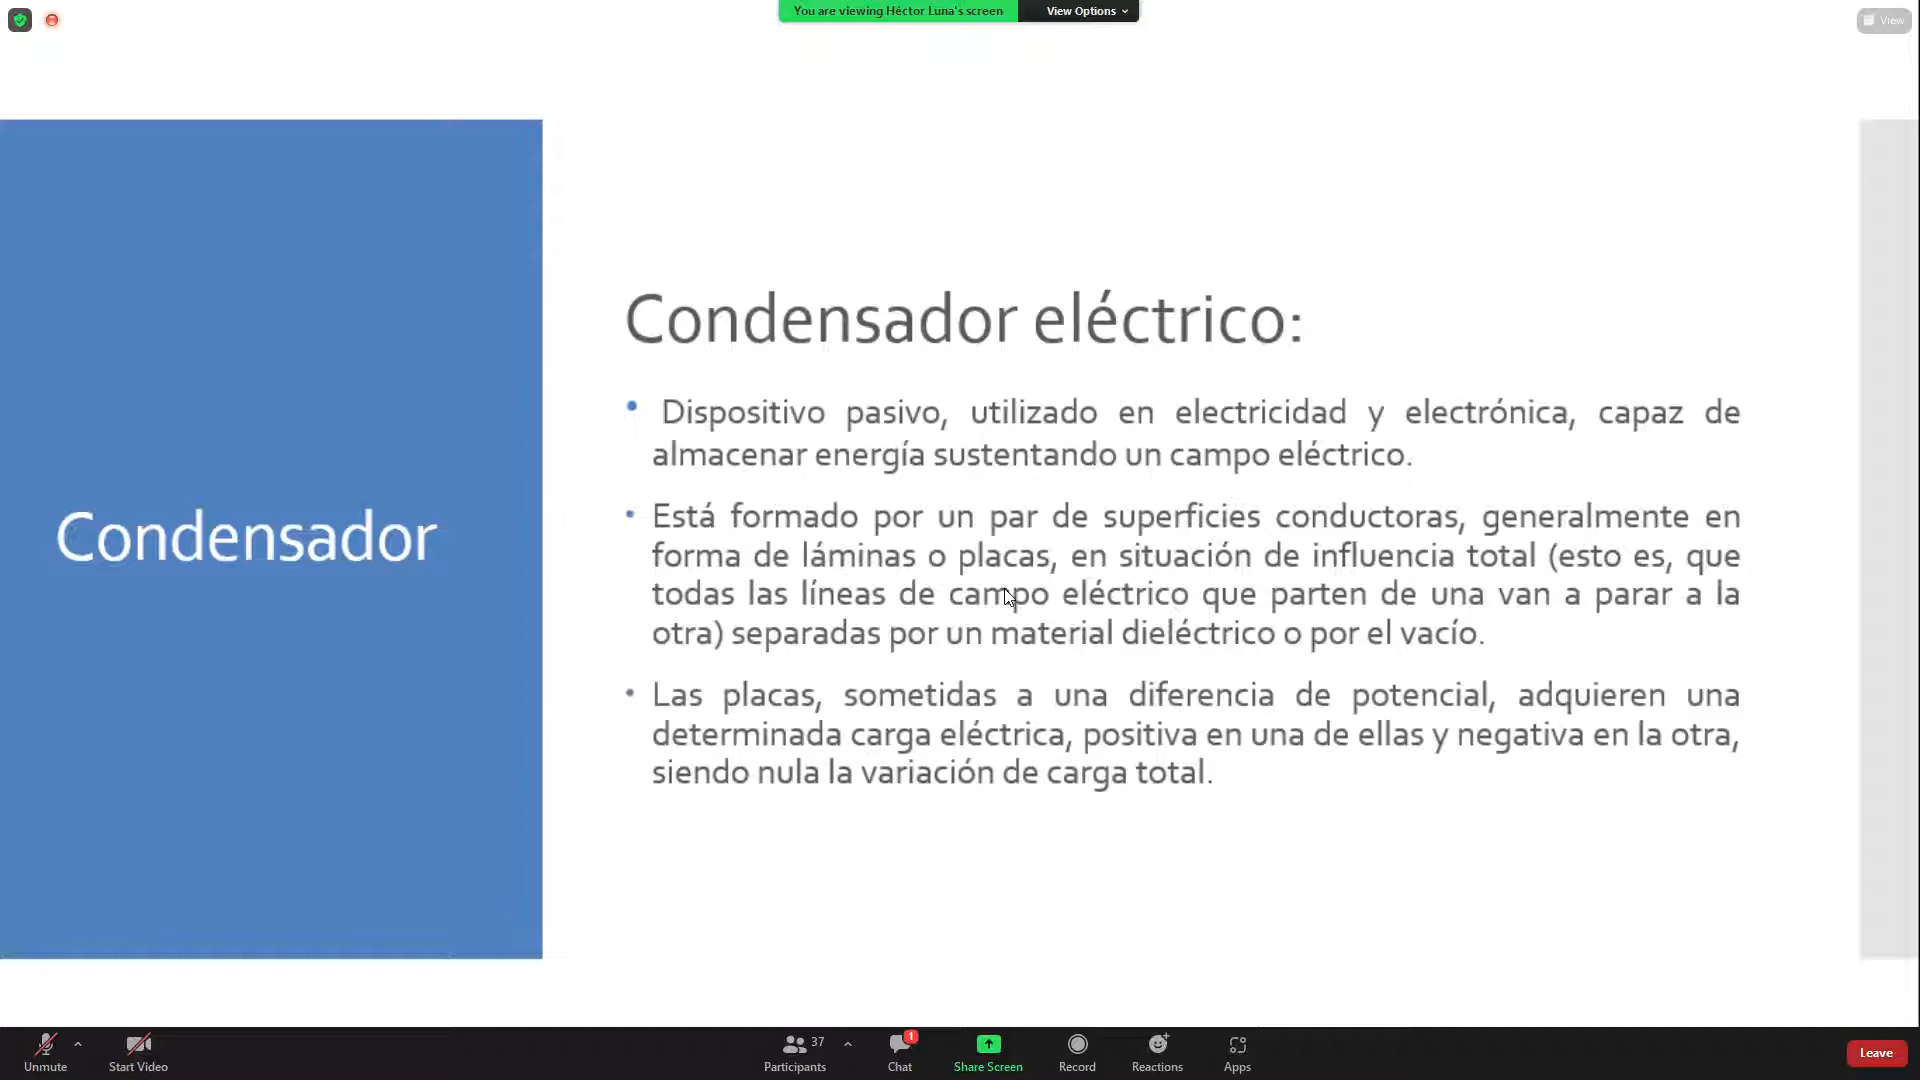 You are viewing Héctor Luna's screen
View Options
View
Condensador
Condensador eléctrico:
• Dispositivo pasivo, utilizado en electricidad y electrónica, capaz de
almacenar energía sustentando un campo eléctrico.
• Está formado por un par de superficies conductoras, generalmente en
forma de láminas o placas, en situación de influencia total (esto es, que
todas las líneas de campo eléctrico que parten de una van a parar a la
otra) separadas por un material dieléctrico o por el vacío.
• Las placas, sometidas a una diferencia de potencial, adquieren una
determinada carga eléctrica, positiva en una de ellas y negativa en la otra,
siendo nula la variación de carga total.
Unmute
Start Video
37
Participants
1
Chat
Share Screen
Record
Reactions
Apps
Leave